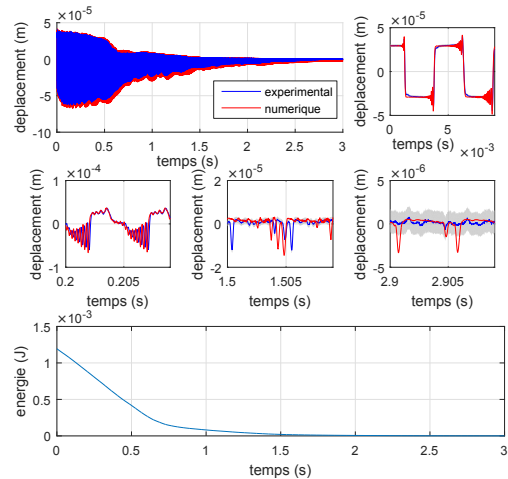 ×10⁻⁵
5
0
-5
-10
deplacement (m)
0 0.5 1 1.5 2 2.5 3
temps (s)
experimental
numerique
×10⁻⁵
5
0
-5
deplacement (m)
0 5
temps (s)
×10⁻³
×10⁻⁴
1
0
-1
deplacement (m)
0.2 0.205
temps (s)
×10⁻⁵
2
0
-2
deplacement (m)
1.5 1.505
temps (s)
×10⁻⁶
5
0
-5
deplacement (m)
2.9 2.905
temps (s)
×10⁻³
1.5
1
0.5
0
energie (J)
0 0.5 1 1.5 2 2.5 3
temps (s)